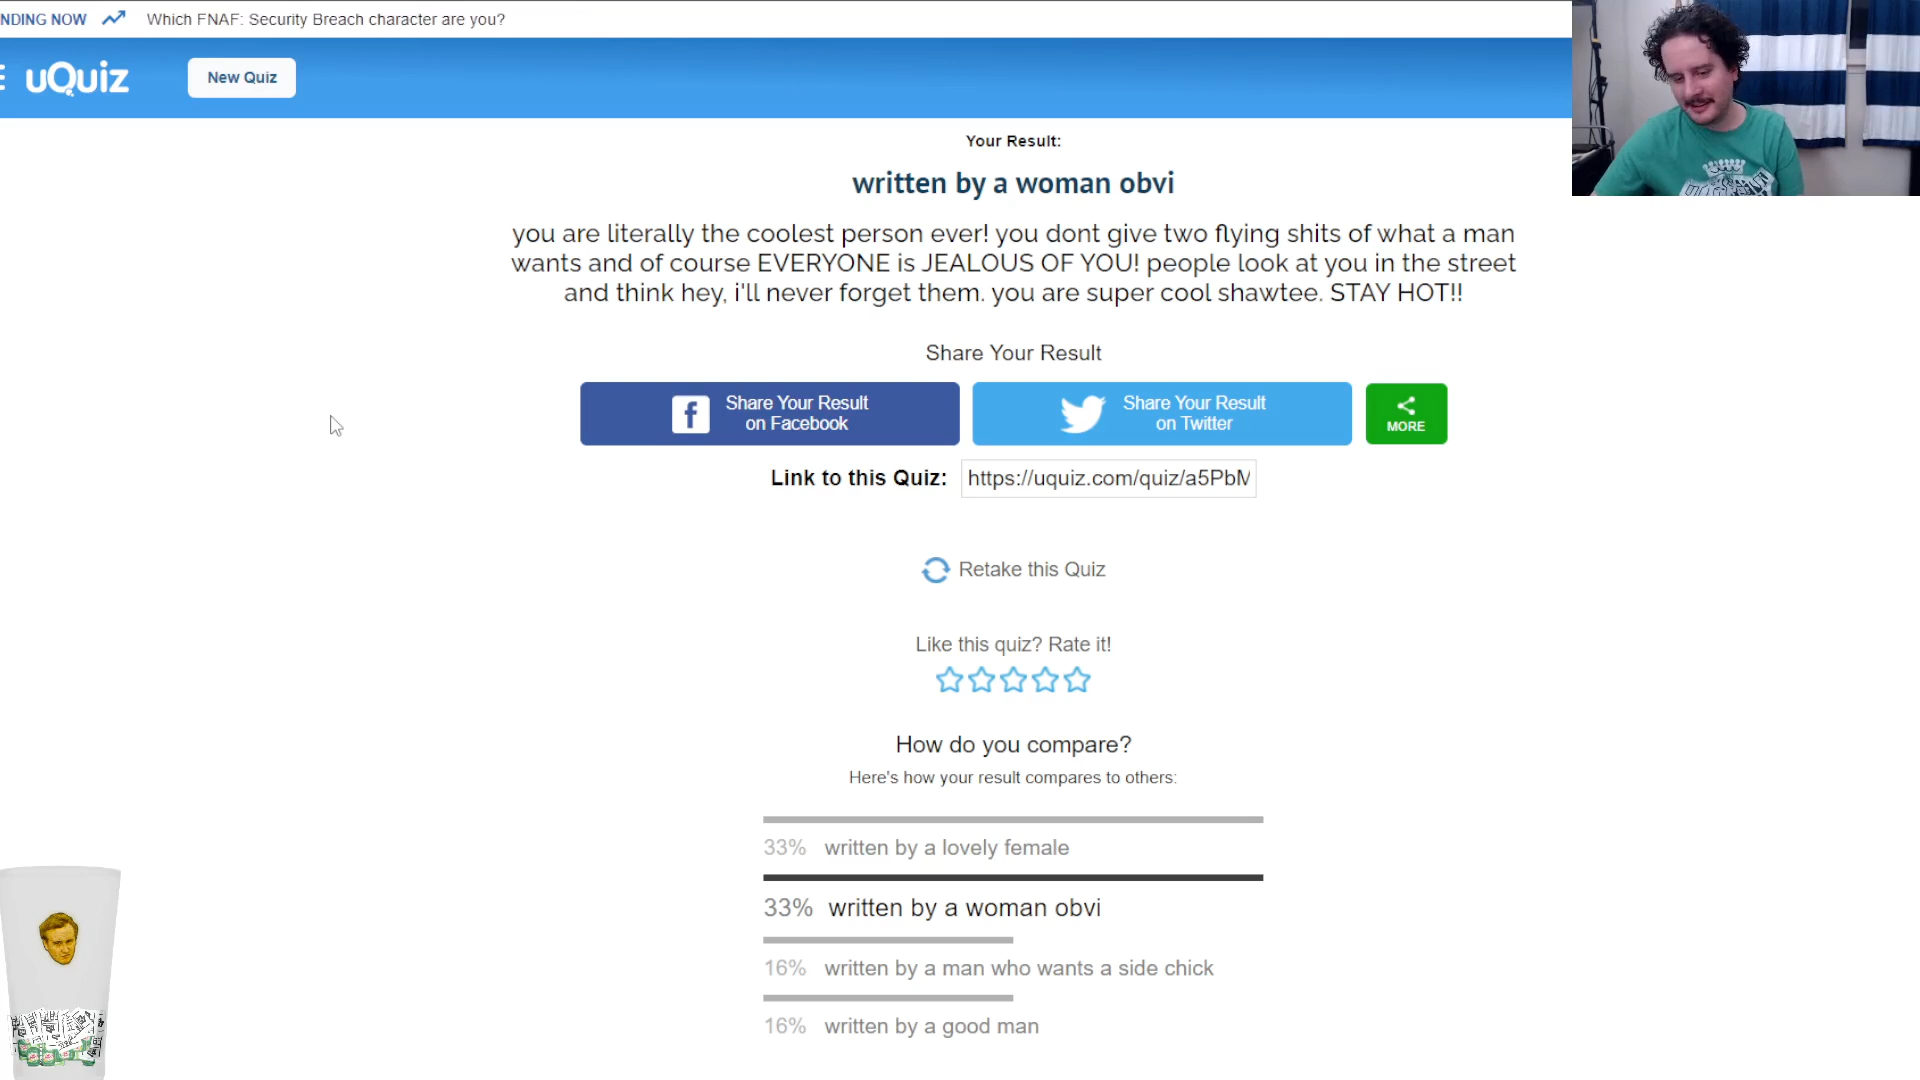 NDING NOW Which FNAF: Security Breach character are you?
uQuiz New Quiz
Your Result:
written by a woman obvi
you are literally the coolest person ever! you dont give two flying shits of what a man
wants and of course EVERYONE is JEALOUS OF YOU! people look at you in the street
and think hey, i'll never forget them. you are super cool shawtee. STAY HOT!!
Share Your Result
Share Your Result
on Facebook
Share Your Result
on Twitter
MORE
Link to this Quiz: https://uquiz.com/quiz/a5PbM
Retake this Quiz
Like this quiz? Rate it!
How do you compare?
Here's how your result compares to others:
33% written by a lovely female
33% written by a woman obvi
16% written by a man who wants a side chick
16% written by a good man